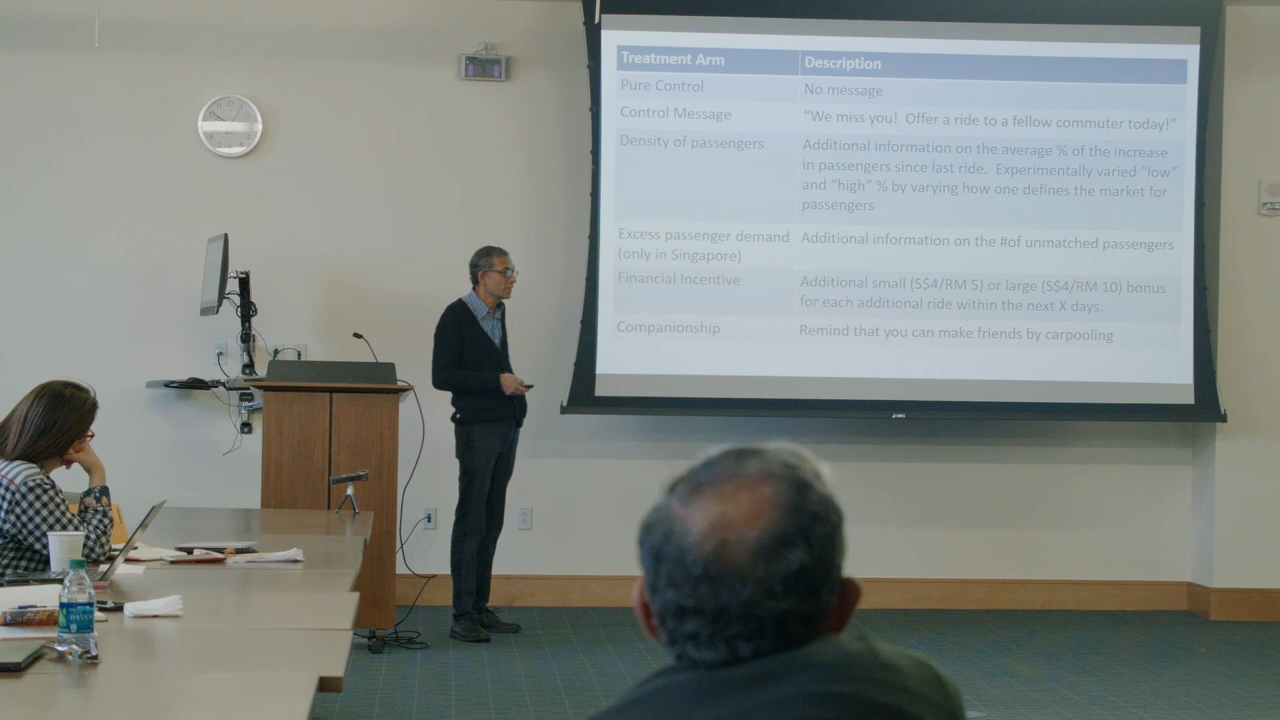 Treatment Arm Description
Pure Control No message
Control Message "We miss you! Offer a ride to a fellow commuter today!"
Density of passengers Additional information on the average % of the increase
in passengers since last ride. Experimentally varied "low"
and "high" % by varying how one defines the market for
passengers
Excess passenger demand Additional information on the #of unmatched passengers
(only in Singapore)
Financial Incentive Additional small (S$4/RM 5) or large (S$4/RM 10) bonus
for each additional ride within the next X days.
Companionship Remind that you can make friends by carpooling